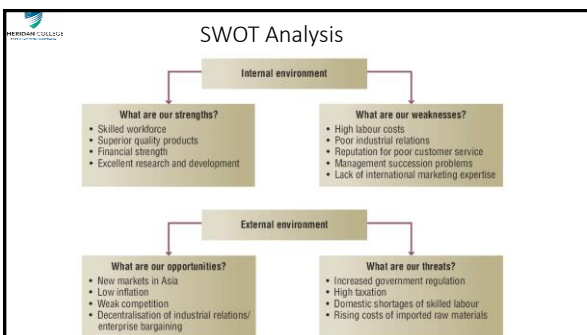 HERIDAN COLLEGE
SWOT Analysis
Internal environment
What are our strengths?
• Skilled workforce
• Superior quality products
• Financial strength
• Excellent research and development
What are our weaknesses?
• High labour costs
• Poor industrial relations
• Reputation for poor customer service
• Management succession problems
• Lack of international marketing expertise
External environment
What are our opportunities?
• New markets in Asia
• Low inflation
• Weak competition
• Decentralisation of industrial relations/
enterprise bargaining
What are our threats?
• Increased government regulation
• High taxation
• Domestic shortages of skilled labour
• Rising costs of imported raw materials